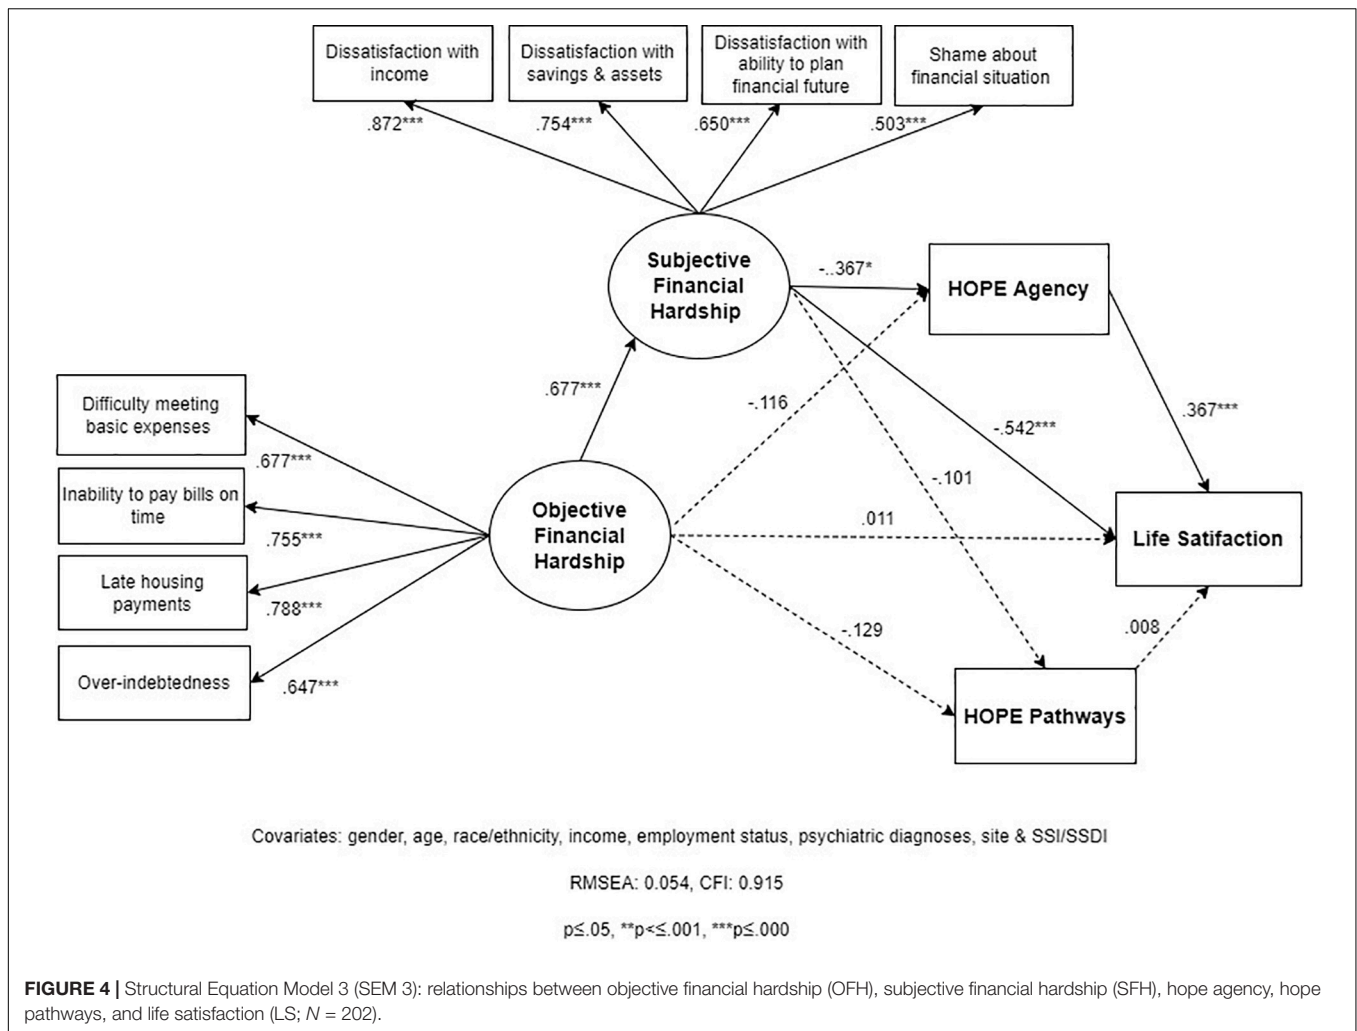 Dissatisfaction with
income
Dissatisfaction with
savings & assets
Dissatisfaction with
ability to plan
financial future
Shame about
financial situation
.872***
.754***
.650***
.503***
Subjective
Financial
Hardship
-..367*
HOPE Agency
.677***
-.116
-.542***
.367***
Difficulty meeting
basic expenses
.677***
Inability to pay bills on
time
.755***
Late housing
payments
.788***
Over-indebtedness
.647***
Objective
Financial
Hardship
-.101
.011
Life Satifaction
-.129
.008
HOPE Pathways
Covariates: gender, age, race/ethnicity, income, employment status, psychiatric diagnoses, site & SSI/SSDI
RMSEA: 0.054, CFI: 0.915
p≤.05, **p<≤.001, ***p≤.000
FIGURE 4 | Structural Equation Model 3 (SEM 3): relationships between objective financial hardship (OFH), subjective financial hardship (SFH), hope agency, hope
pathways, and life satisfaction (LS; N = 202).